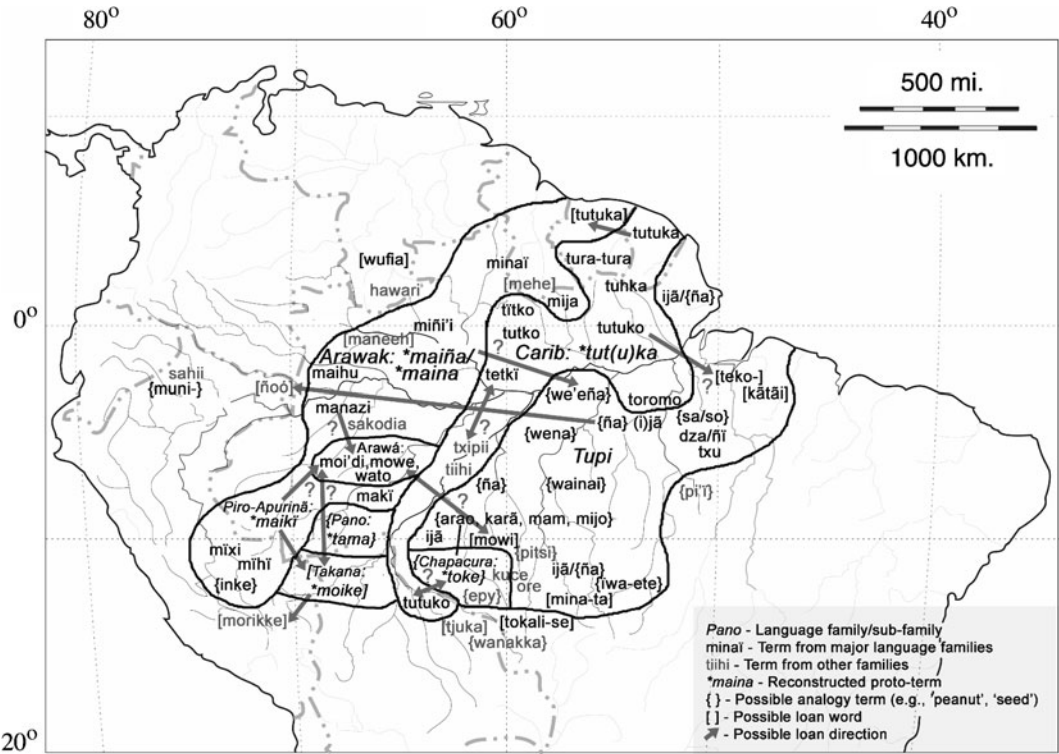 80° 60° 40°
500 mi.
1000 km.
[tutuka]
tutuka
[wufia]
minaï
tura-tura
hawari
[mehe]
tuhka
ijã/{ña}
mija
0°
tïtko
miñi'i
tutko
tutuko
[maneeh]
?
Arawak: *maiña/
*maina
Carib: *tut(u)ka
sahii
{muni-}
maihu
tetkï
[teko-]
?
[kãtãi]
[ñoó]
{we'eña}
toromo
manazi
sakodia
?
{sa/so}
{ña} (i)jã
dza/ñï
txu
?
{wena}
txipii
Tupi
Arawá:
moi'di,mowe,
wato
tiihi
{ña}
{wainai}
{pi'ï}
makï
? ?
?
Piro-Apurinã:
*maikï
{Pano:
*tama}
{arao, karã, mam, mijo}
ijã
[mowi]
{pitsi}
mïxi
mïhï
{inke}
{Chapacura:
*toke}
?
kuce
ore
ijã/{ña}
{ïwa-ete}
[Takana:
*moike]
{epy}
[mina-ta]
tutuko
[morikke]
[tjuka]
[tokali-se]
{wanakka}
20°
Pano - Language family/sub-family
minaï - Term from major language families
tiihi - Term from other families
*maina - Reconstructed proto-term
{ } - Possible analogy term (e.g., 'peanut', 'seed')
[ ] - Possible loan word
- Possible loan direction